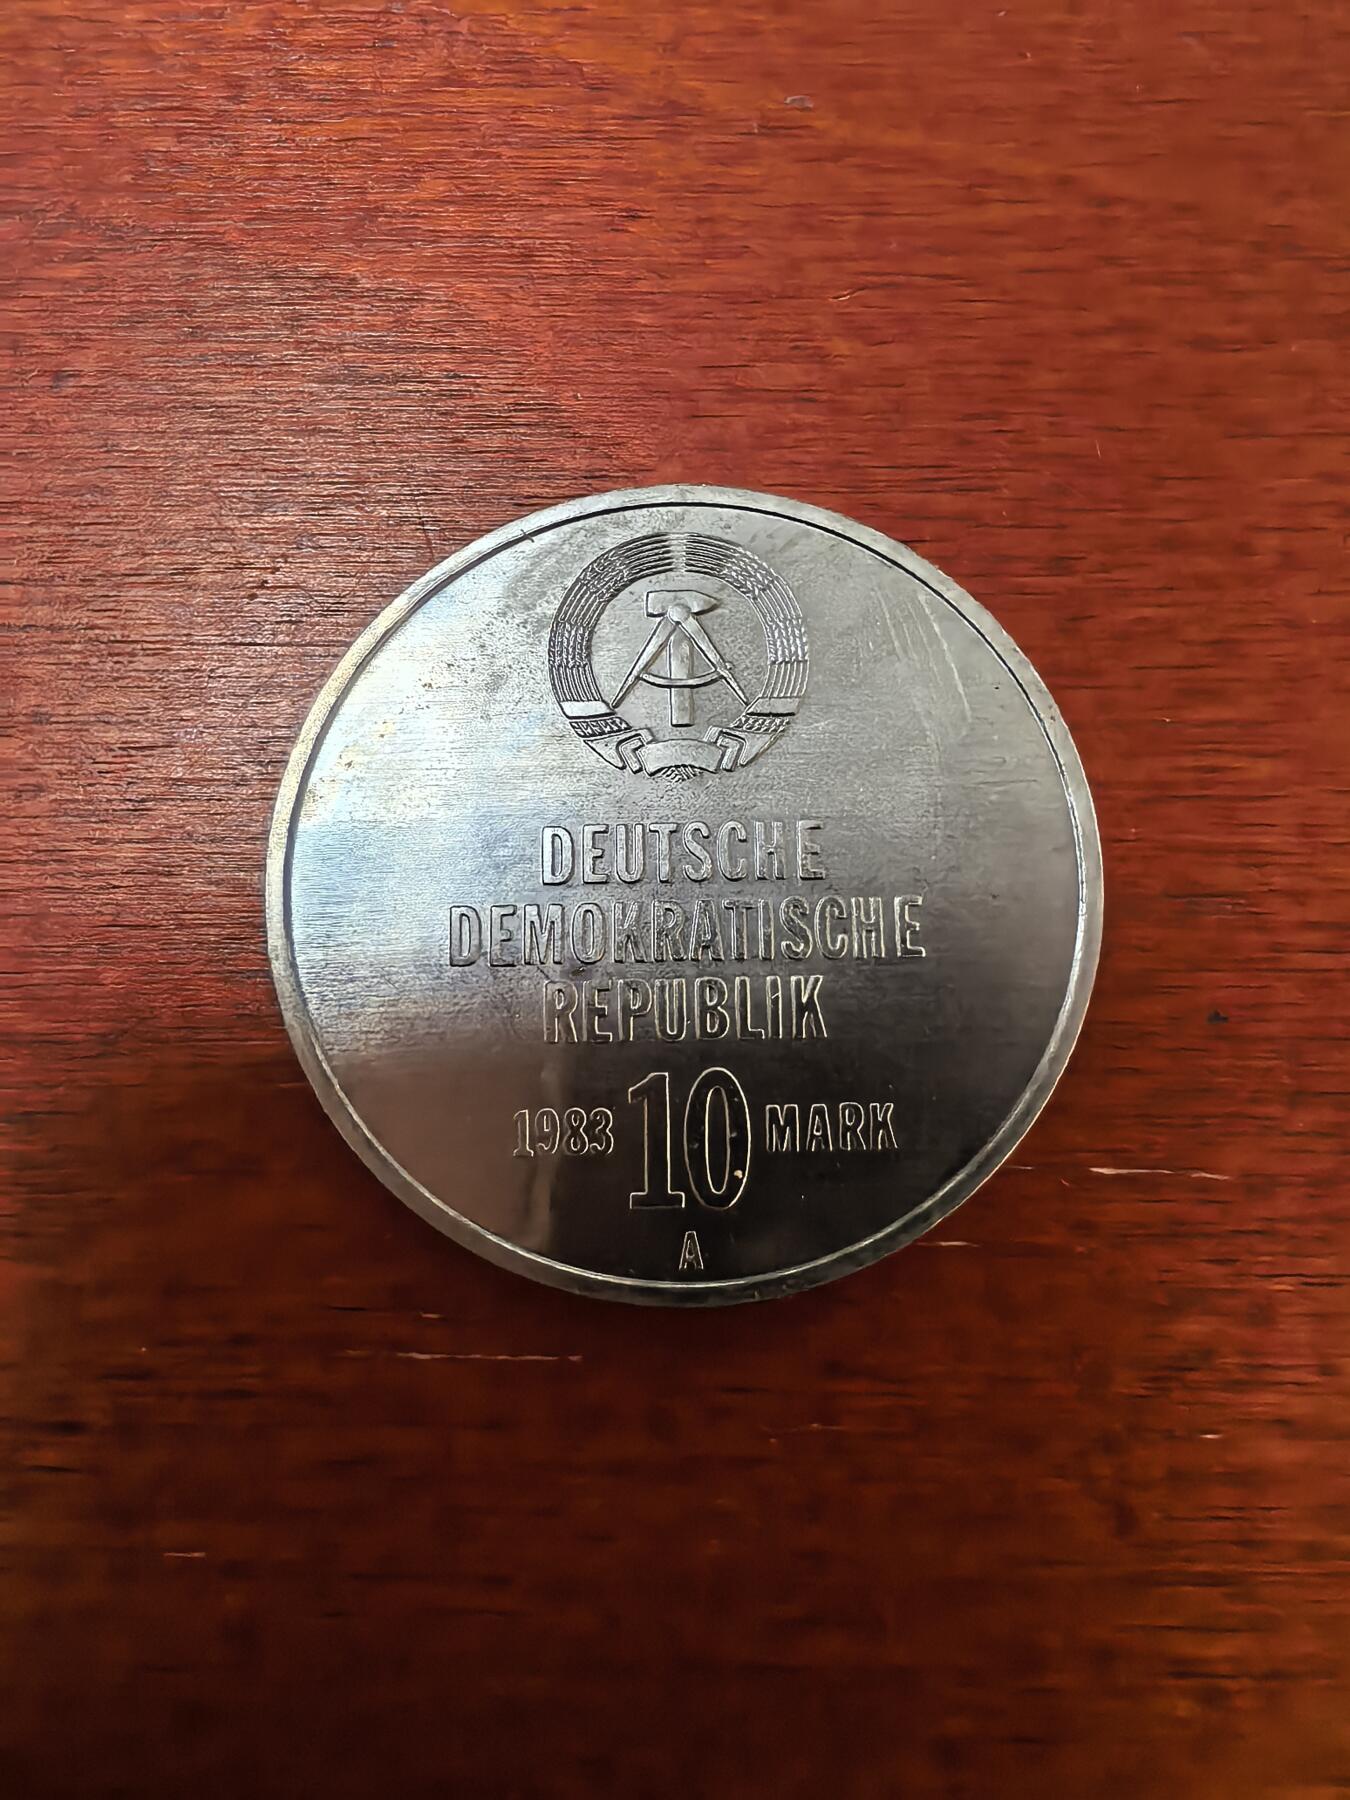 DEUTSCHE
DEMOKRATISCHE
REPUBLIK
1983 10 MARK
A